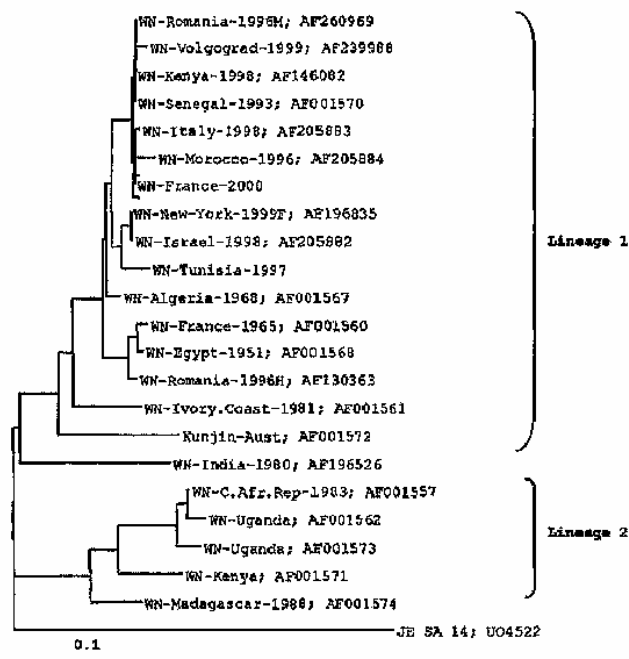 WN-Romania-1996M; AF260969
WN-Volgograd-1999; AF239988
WN-Kenya-1998; AF146082
WN-Senegal-1993; AF001570
WN-Italy-1998; AF205883
WN-Morocco-1996; AF205884
WN-France-2000
WN-New-York-1999F; AF196835
WN-Israel-1998; AF205882
Lineage 1
WN-Tunisia-1997
WN-Algeria-1968; AF001567
WN-France-1965; AF001560
WN-Egypt-1951; AF001568
WN-Romania-1996H; AF130363
WN-Ivory.Coast-1981; AF001561
Kunjin-Aust; AF001572
WN-India-1980; AF196526
WN-C.Afr.Rep-1983; AF001557
WN-Uganda; AF001562
Lineage 2
WN-Uganda; AF001573
WN-Kenya; AF001571
WN-Madagascar-1988; AF001574
JE SA 14; UO4522
0.1